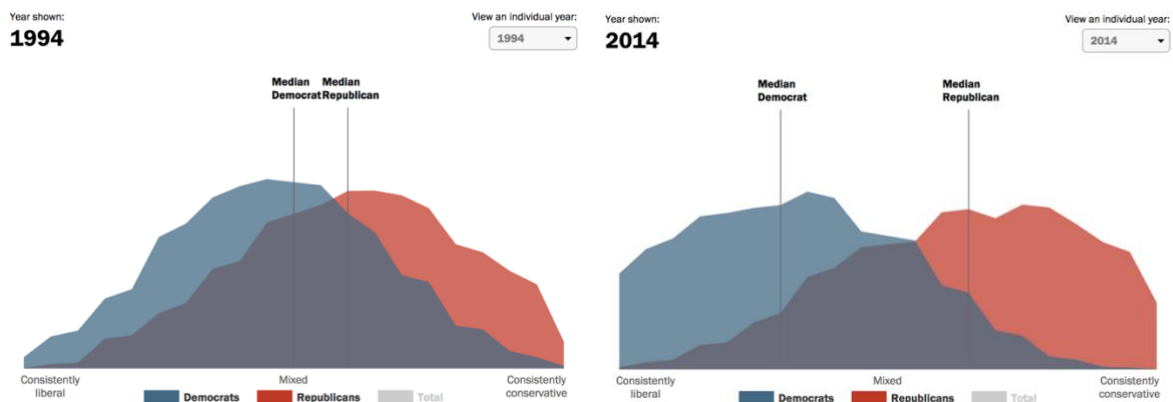 Year shown:
1994
View an individual year:
1994
Median
Democrat
Median
Republican
Consistently
liberal
Mixed
Consistently
conservative
Democrats
Republicans
Total
Year shown:
2014
View an individual year:
2014
Median
Democrat
Median
Republican
Consistently
liberal
Mixed
Consistently
conservative
Democrats
Republicans
Total